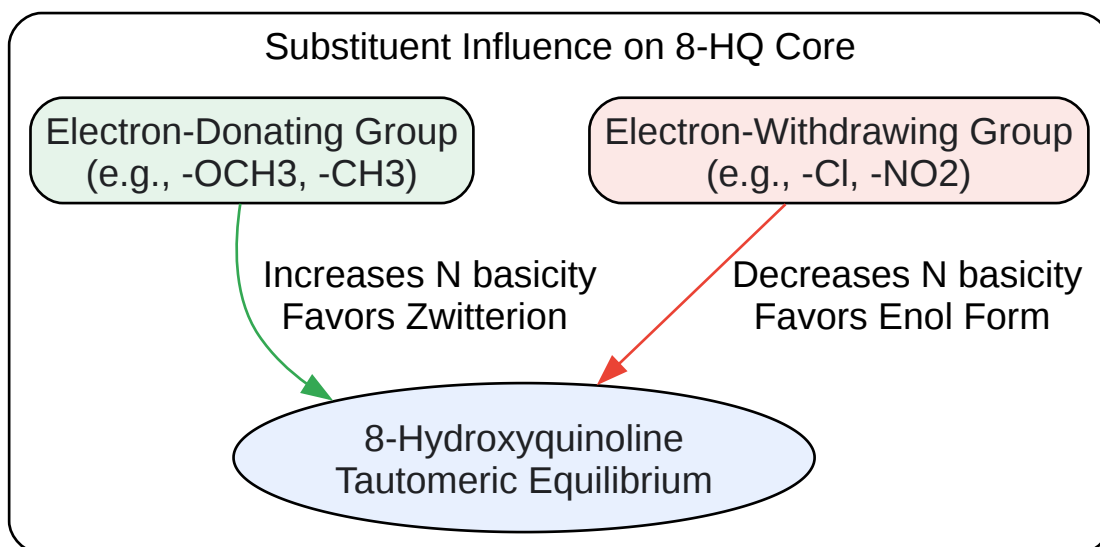 Substituent Influence on 8-HQ Core
Electron-Donating Group
(e.g., -OCH3, -CH3)
Electron-Withdrawing Group
(e.g., -Cl, -NO2)
Increases N basicity
Favors Zwitterion
Decreases N basicity
Favors Enol Form
8-Hydroxyquinoline
Tautomeric Equilibrium